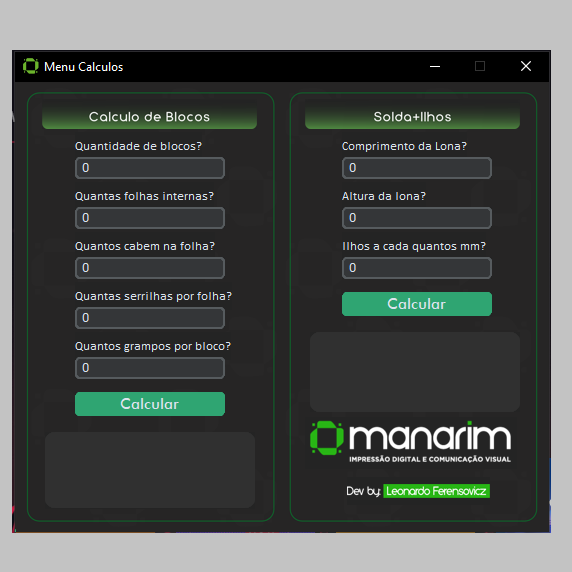 Menu Calculos
Calculo de Blocos
Quantidade de blocos?
0
Quantas folhas internas?
0
Quantos cabem na folha?
0
Quantas serrilhas por folha?
0
Quantos grampos por bloco?
0
Calcular
Solda+Ilhos
Comprimento da Lona?
0
Altura da lona?
0
Ilhos a cada quantos mm?
0
Calcular
manarim
IMPRESSÃO DIGITAL E COMUNICAÇÃO VISUAL
Dev by: Leonardo Ferensovicz